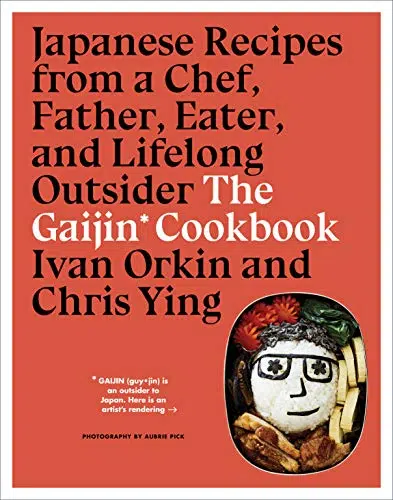 Japanese Recipes
from a Chef,
Father, Eater,
and Lifelong
Outsider The
Gaijin* Cookbook
Ivan Orkin and
Chris Ying
* GAIJIN (guy•jin) is
an outsider to
Japan. Here is an
artist's rendering →
PHOTOGRAPHY BY AUBRIE PICK